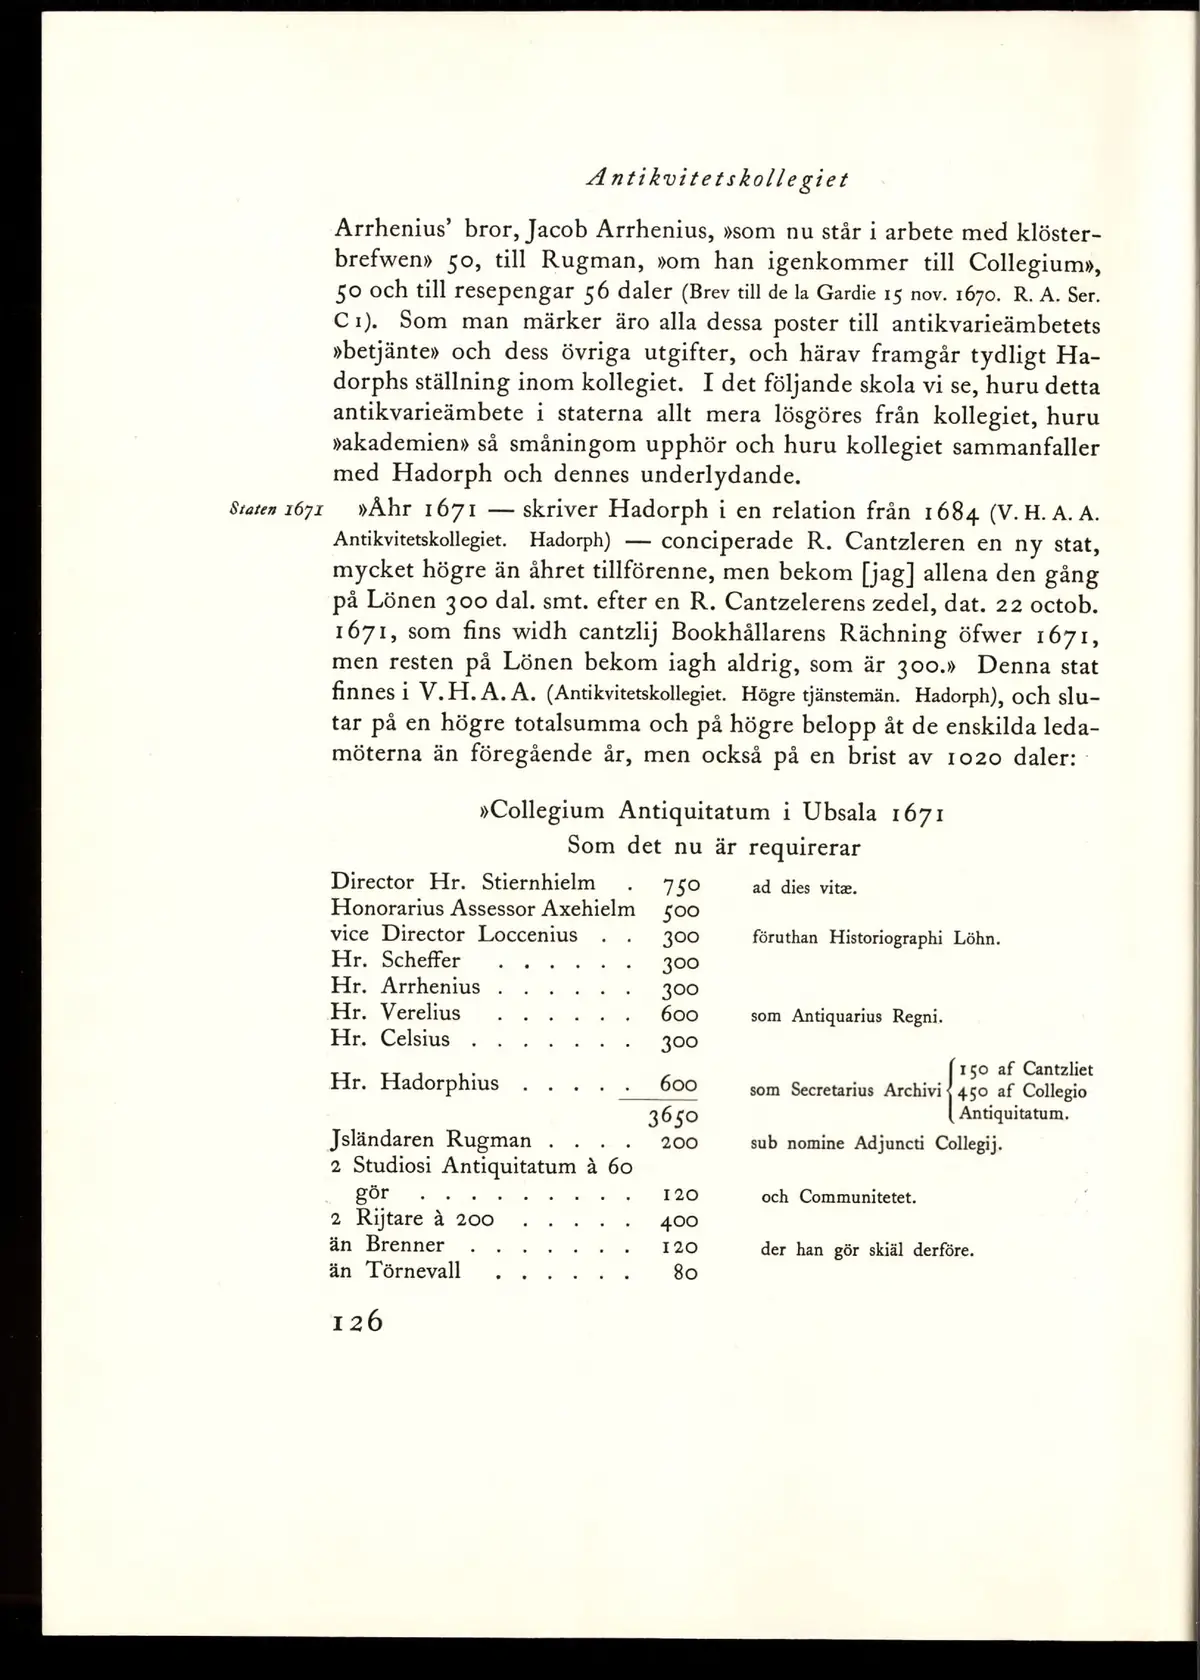 Antikvitetskollegiet
Arrhenius’ bror, Jacob Arrhenius, »som nu står i arbete med klöster-
brefwen» 50, till Rugman, »om han igenkommer till Collegium»,
50 och till resepengar 56 daler (Brev till de la Gardie 15 nov. 1670. R. A. Ser.
C 1). Som man märker äro alla dessa poster till antikvarieämbetets
»betjänte» och dess övriga utgifter, och härav framgår tydligt Ha-
dorphs ställning inom kollegiet. I det följande skola vi se, huru detta
antikvarieämbete i staterna allt mera lösgöres från kollegiet, huru
»akademien» så småningom upphör och huru kollegiet sammanfaller
med Hadorph och dennes underlydande.
Staten 1671 »Åhr 1671 — skriver Hadorph i en relation från 1684 (V. H. A. A.
Antikvitetskollegiet. Hadorph) — conciperade R. Cantzleren en ny stat,
mycket högre än åhret tillförenne, men bekom [jag] allena den gång
på Lönen 300 dal. smt. efter en R. Cantzelerens zedel, dat. 22 octob.
1671, som fins widh cantzlij Bookhållarens Rächning öfwer 1671,
men resten på Lönen bekom iagh aldrig, som är 300.» Denna stat
finnes i V. H. A. A. (Antikvitetskollegiet. Högre tjänstemän. Hadorph), och slu-
tar på en högre totalsumma och på högre belopp åt de enskilda leda-
möterna än föregående år, men också på en brist av 1020 daler:
»Collegium Antiquitatum i Ubsala 1671
Som det nu är requirerar
Director Hr. Stiernhielm . 750 ad dies vitæ.
Honorarius Assessor Axehielm 500
vice Director Loccenius . . 300 föruthan Historiographi Löhn.
Hr. Scheffer . . . . . . 300
Hr. Arrhenius . . . . . . 300
Hr. Verelius . . . . . . 600 som Antiquarius Regni.
Hr. Celsius . . . . . . . 300
Hr. Hadorphius . . . . . 600 som Secretarius Archivi { 150 af Cantzliet
450 af Collegio
Antiquitatum.
3650
Jsländaren Rugman . . . . 200 sub nomine Adjuncti Collegij.
2 Studiosi Antiquitatum à 60
gör . . . . . . . . . 120 och Communitetet.
2 Rijtare à 200 . . . . . 400
än Brenner . . . . . . . 120 der han gör skiäl derföre.
än Törnevall . . . . . . 80
126